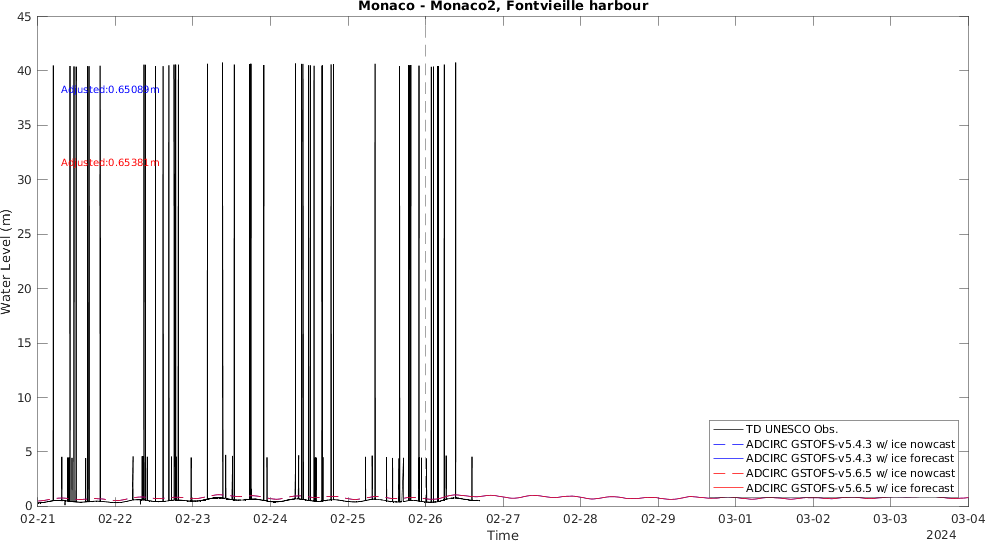 Monaco - Monaco2, Fontvieille harbour
45
40
35
30
25
20
15
10
5
0
Water Level (m)
Adjusted:0.65089m
Adjusted:0.65381m
TD UNESCO Obs.
ADCIRC GSTOFS-v5.4.3 w/ ice nowcast
ADCIRC GSTOFS-v5.4.3 w/ ice forecast
ADCIRC GSTOFS-v5.6.5 w/ ice nowcast
ADCIRC GSTOFS-v5.6.5 w/ ice forecast
02-21 02-22 02-23 02-24 02-25 02-26 02-27 02-28 02-29 03-01 03-02 03-03 03-04
Time
2024